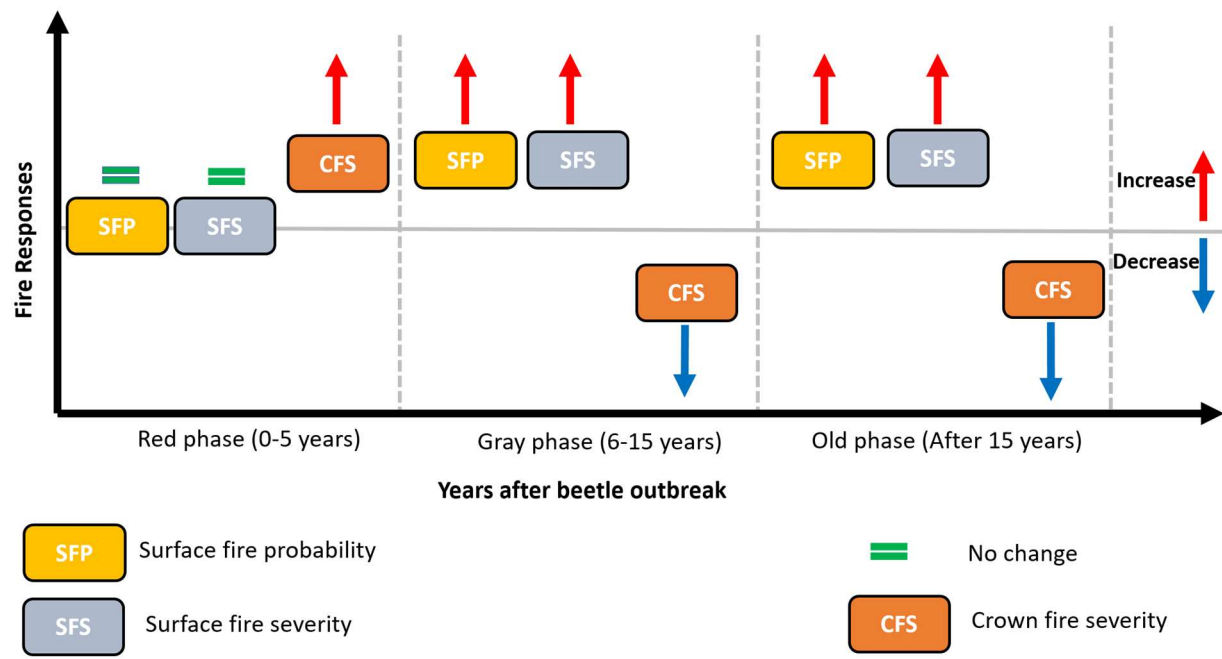 Fire Responses
SFP
SFS
CFS
SFP
SFS
CFS
SFP
SFS
CFS
Increase
Decrease
Red phase (0-5 years)
Gray phase (6-15 years)
Old phase (After 15 years)
Years after beetle outbreak
SFP
Surface fire probability
No change
SFS
Surface fire severity
CFS
Crown fire severity